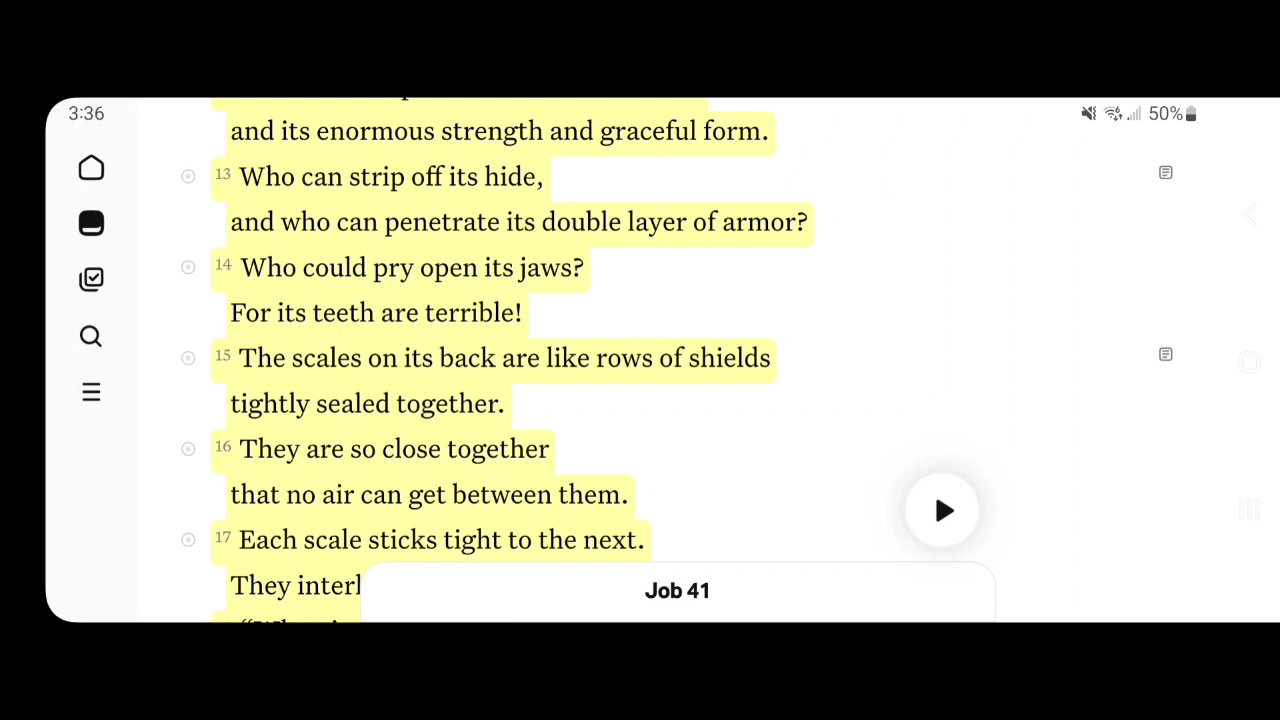 3:36
50%
and its enormous strength and graceful form.
13 Who can strip off its hide,
and who can penetrate its double layer of armor?
14 Who could pry open its jaws?
For its teeth are terrible!
15 The scales on its back are like rows of shields
tightly sealed together.
16 They are so close together
that no air can get between them.
17 Each scale sticks tight to the next.
They interl
Job 41